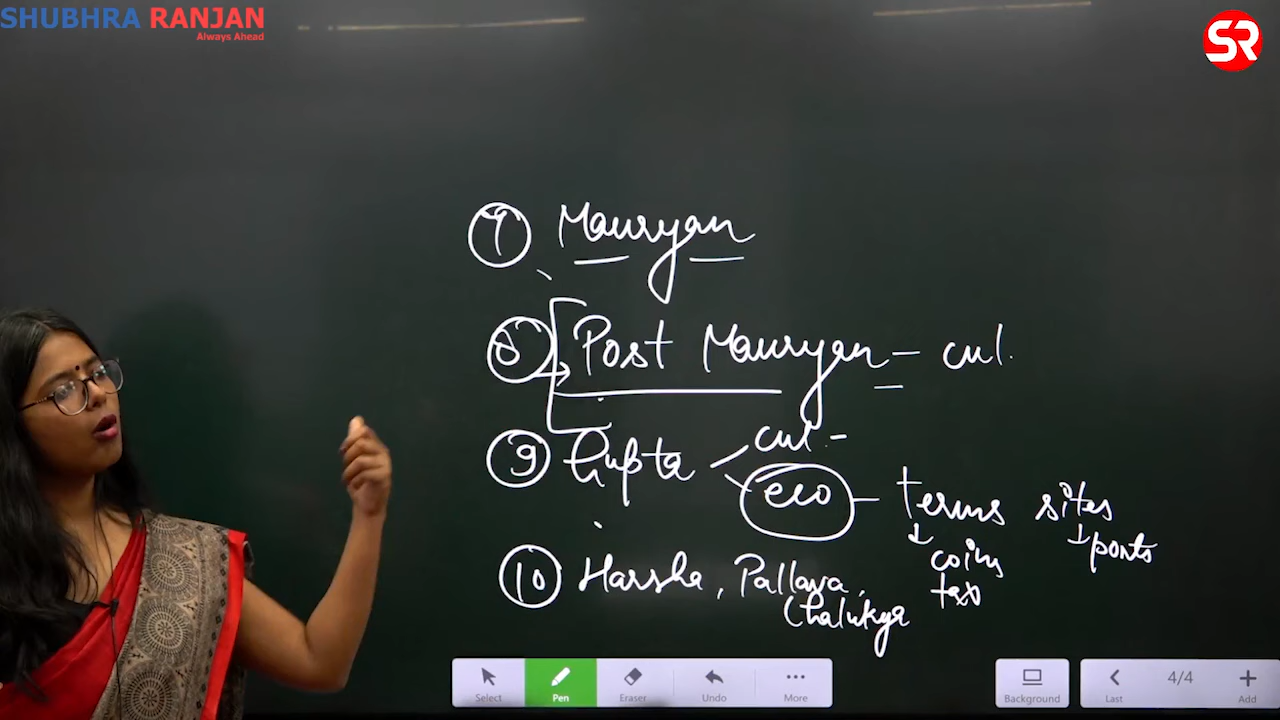 SHUBHRA RANJAN
Always Ahead
SR
7 Mauryan
8 Post Mauryan - cul.
9 Gupta cul -
eco - terms sites
coins ports
tax
10 Harsha, Pallava,
Chalukya
Select Pen Eraser Undo More
Background Last 4/4 Add